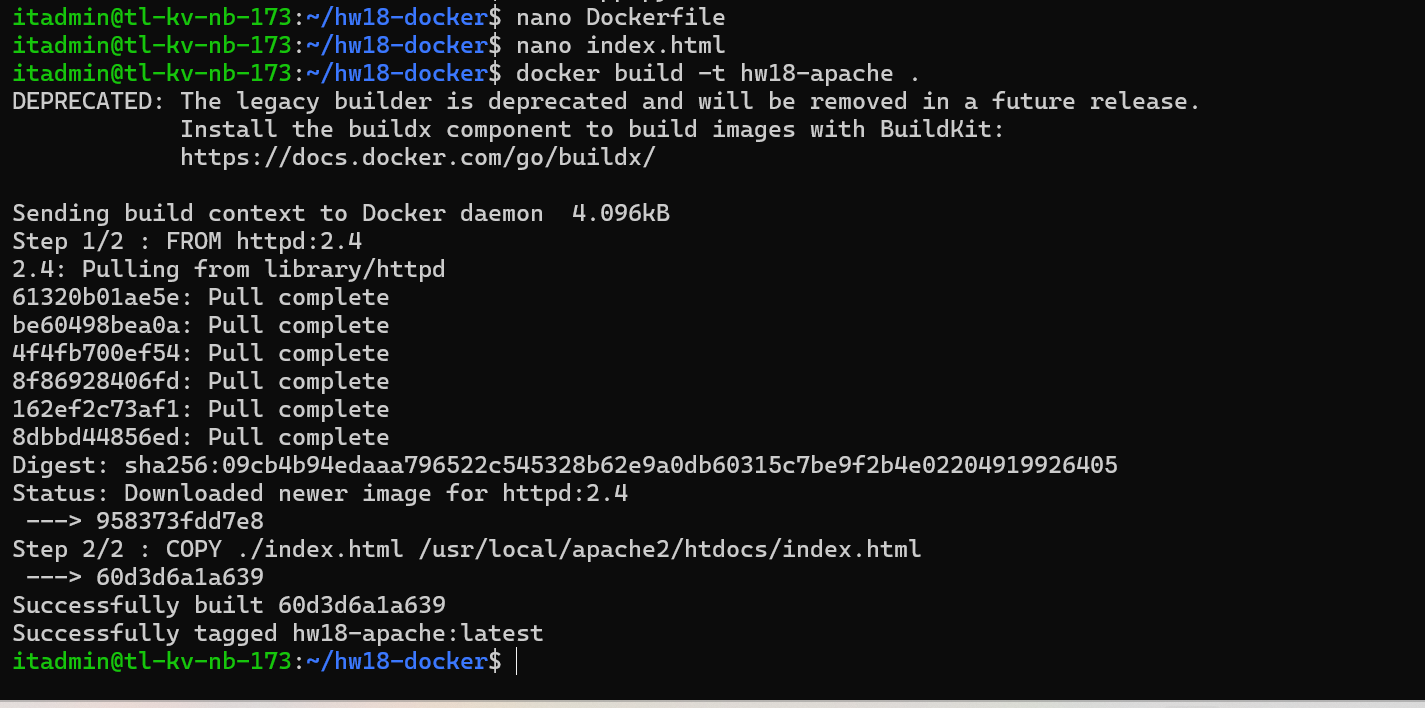 itadmin@tl-kv-nb-173:~/hw18-docker$ nano Dockerfile
itadmin@tl-kv-nb-173:~/hw18-docker$ nano index.html
itadmin@tl-kv-nb-173:~/hw18-docker$ docker build -t hw18-apache .
DEPRECATED: The legacy builder is deprecated and will be removed in a future release.
            Install the buildx component to build images with BuildKit:
            https://docs.docker.com/go/buildx/

Sending build context to Docker daemon  4.096kB
Step 1/2 : FROM httpd:2.4
2.4: Pulling from library/httpd
61320b01ae5e: Pull complete
be60498bea0a: Pull complete
4f4fb700ef54: Pull complete
8f86928406fd: Pull complete
162ef2c73af1: Pull complete
8dbbd44856ed: Pull complete
Digest: sha256:09cb4b94edaaa796522c545328b62e9a0db60315c7be9f2b4e02204919926405
Status: Downloaded newer image for httpd:2.4
 ---> 958373fdd7e8
Step 2/2 : COPY ./index.html /usr/local/apache2/htdocs/index.html
 ---> 60d3d6a1a639
Successfully built 60d3d6a1a639
Successfully tagged hw18-apache:latest
itadmin@tl-kv-nb-173:~/hw18-docker$